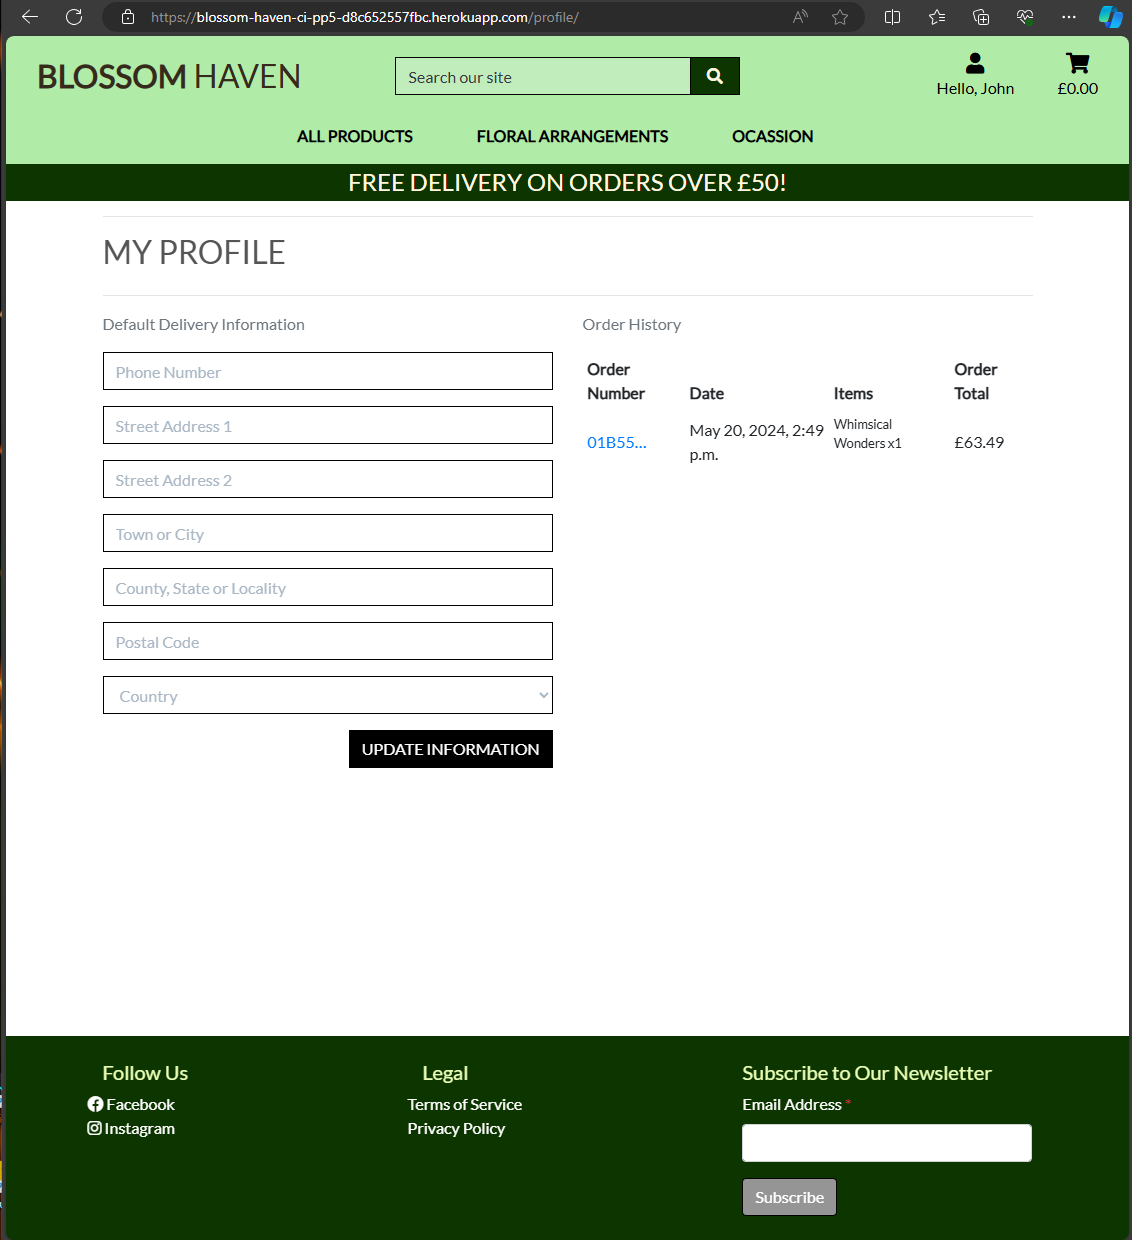 https://blossom-haven-ci-pp5-d8c652557fbc.herokuapp.com/profile/
BLOSSOM HAVEN
Search our site
Hello, John
£0.00
ALL PRODUCTS
FLORAL ARRANGEMENTS
OCASSION
FREE DELIVERY ON ORDERS OVER £50!
MY PROFILE
Default Delivery Information
Phone Number
Street Address 1
Street Address 2
Town or City
County, State or Locality
Postal Code
Country
UPDATE INFORMATION
Order History
Order
Number
Date
Items
Order
Total
01B55...
May 20, 2024, 2:49
p.m.
Whimsical
Wonders x1
£63.49
Follow Us
Facebook
Instagram
Legal
Terms of Service
Privacy Policy
Subscribe to Our Newsletter
Email Address *
Subscribe